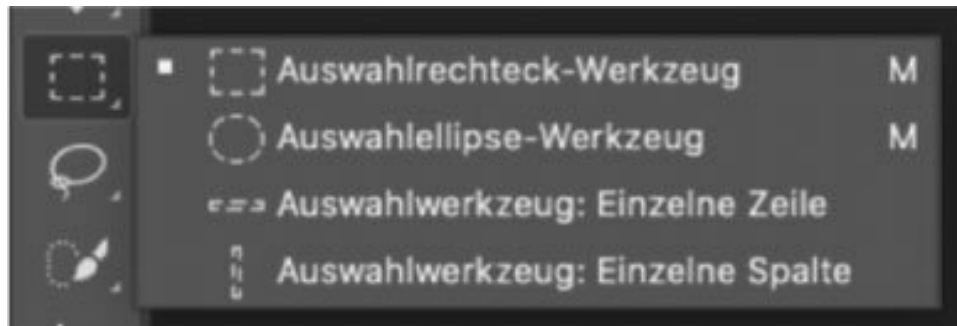 Auswahlrechteck-Werkzeug M
Auswahlellipse-Werkzeug M
Auswahlwerkzeug: Einzelne Zeile
Auswahlwerkzeug: Einzelne Spalte